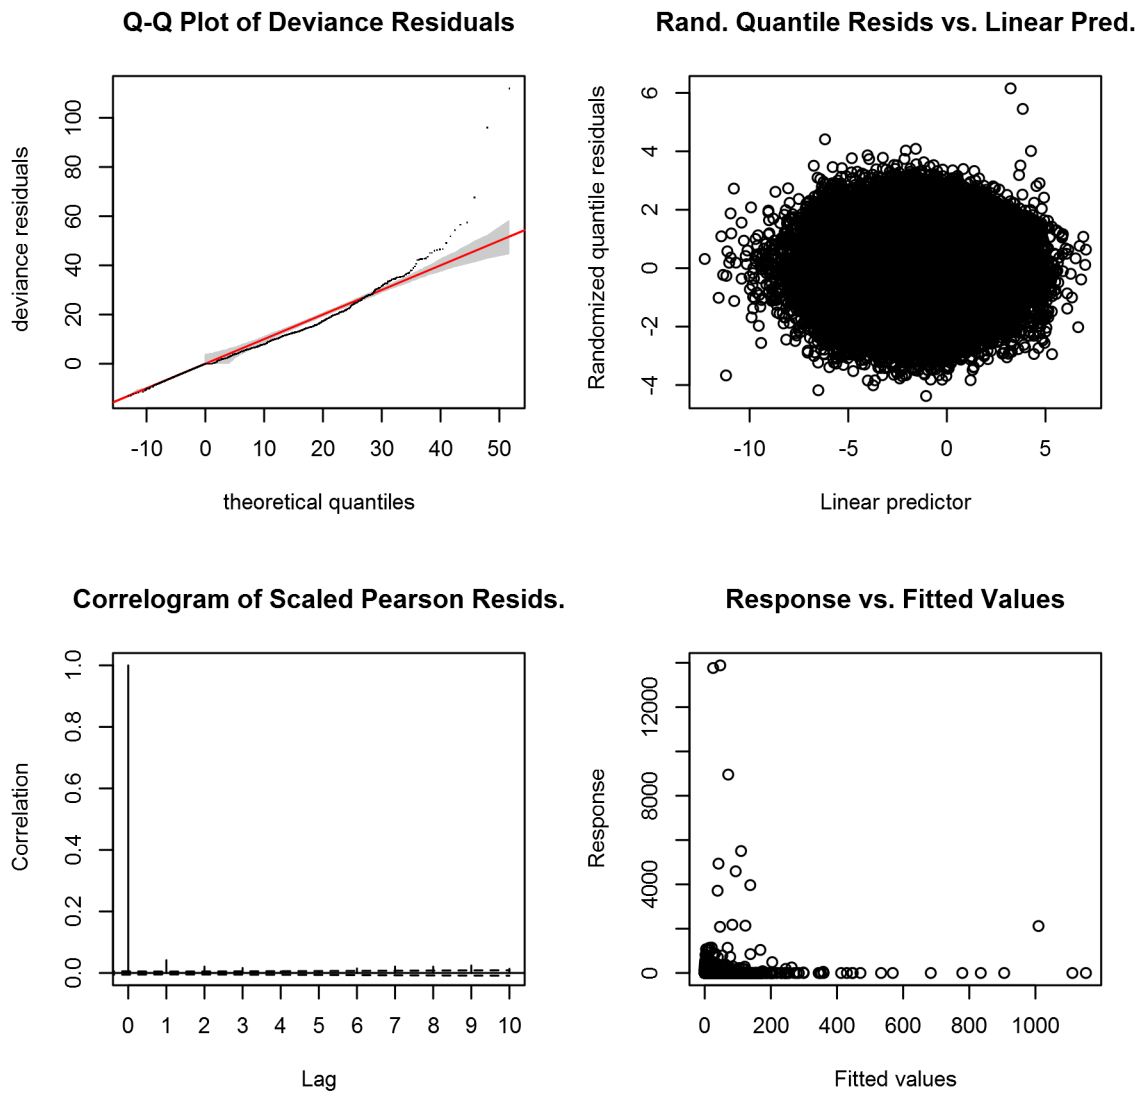 Q-Q Plot of Deviance Residuals
deviance residuals
100
80
60
40
20
0
-10 0 10 20 30 40 50
theoretical quantiles
Rand. Quantile Resids vs. Linear Pred.
Randomized quantile residuals
6
4
2
0
-2
-4
-10 -5 0 5
Linear predictor
Correlogram of Scaled Pearson Resids.
Correlation
1.0
0.8
0.6
0.4
0.2
0.0
0 1 2 3 4 5 6 7 8 9 10
Lag
Response vs. Fitted Values
Response
12000
8000
4000
0
0 200 400 600 800 1000
Fitted values